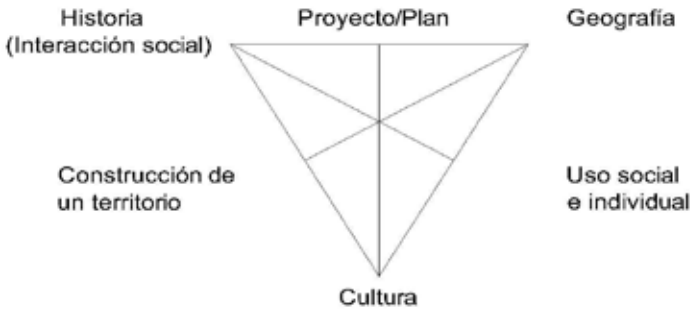 Historia
(Interacción social)
Proyecto/Plan
Geografía
Construcción de
un territorio
Uso social
e individual
Cultura